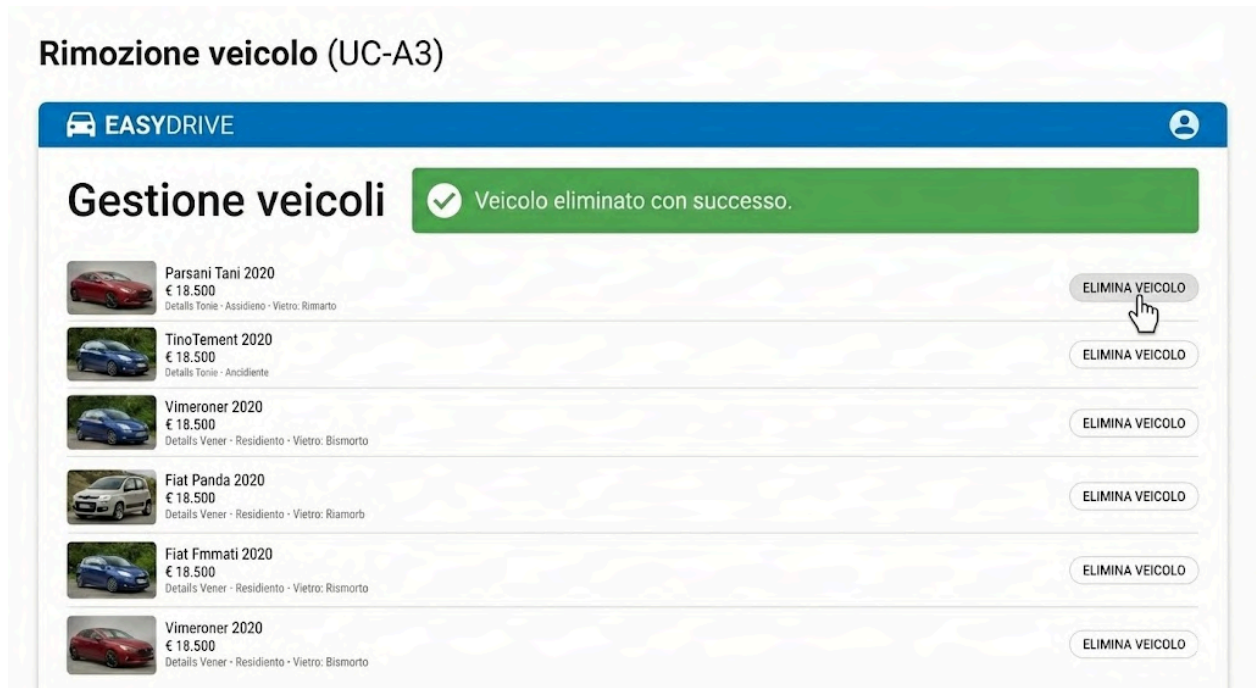 Rimozione veicolo (UC-A3)
EASYDRIVE
Gestione veicoli
Veicolo eliminato con successo.
Parsani Tani 2020
€ 18.500
Details Tonie - Assidieno - Vietro: Rimarto
ELIMINA VEICOLO
TinoTement 2020
€ 18.500
Details Tonie - Ancidiente
ELIMINA VEICOLO
Vimeroner 2020
€ 18.500
Details Vener - Residiento - Vietro: Bismorto
ELIMINA VEICOLO
Fiat Panda 2020
€ 18.500
Details Vener - Residiento - Vietro: Riamorb
ELIMINA VEICOLO
Fiat Fmmati 2020
€ 18.500
Details Vener - Residiento - Vietro: Rismorto
ELIMINA VEICOLO
Vimeroner 2020
€ 18.500
Details Vener - Residiento - Vietro: Bismorto
ELIMINA VEICOLO